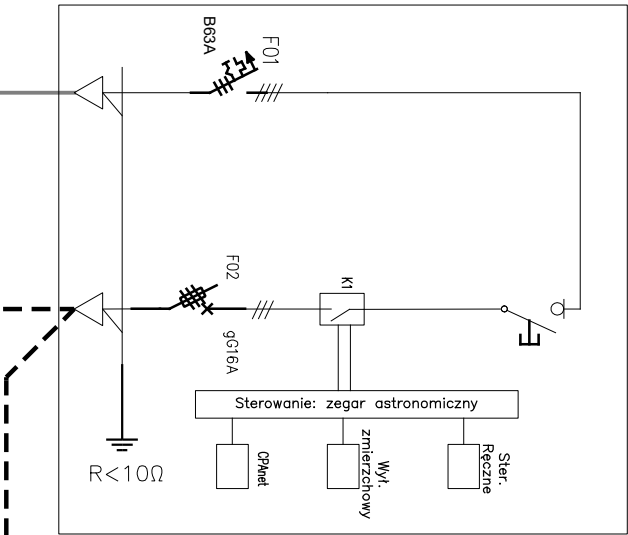 B63A
F01
F02
gG16A
K1
Sterowanie: zegar astronomiczny
CPAnet
Wył.
zmierzchowy
Ster.
Ręczne
R<10Ω